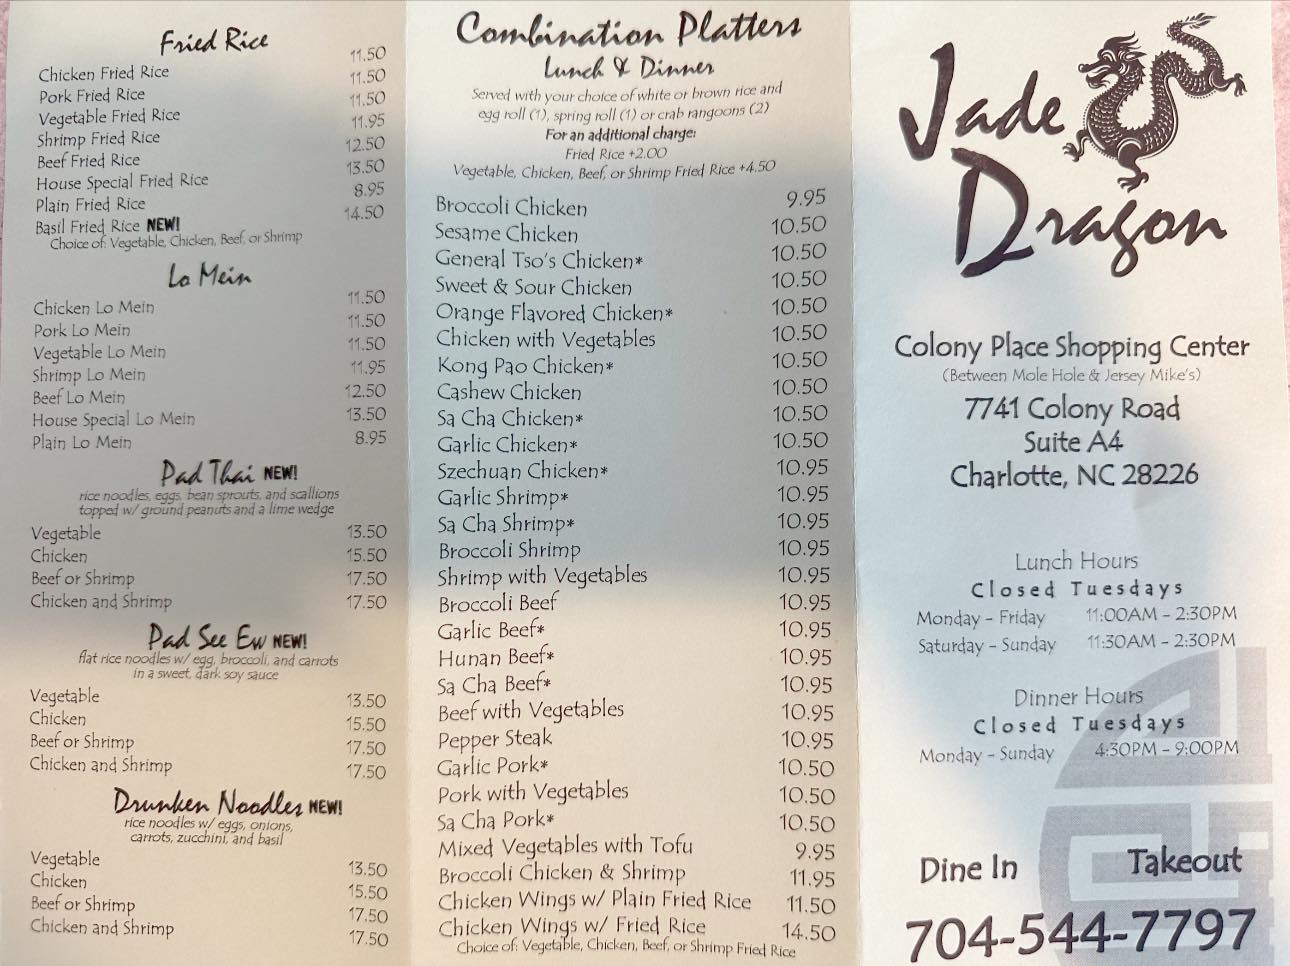 Fried Rice
Chicken Fried Rice 11.50
Pork Fried Rice 11.50
Vegetable Fried Rice 11.50
Shrimp Fried Rice 11.95
Beef Fried Rice 12.50
House Special Fried Rice 13.50
Plain Fried Rice 8.95
Basil Fried Rice NEW! 14.50
Choice of: Vegetable, Chicken, Beef, or Shrimp
Lo Mein
Chicken Lo Mein 11.50
Pork Lo Mein 11.50
Vegetable Lo Mein 11.50
Shrimp Lo Mein 11.95
Beef Lo Mein 12.50
House Special Lo Mein 13.50
Plain Lo Mein 8.95
Pad Thai NEW!
rice noodles, eggs, bean sprouts, and scallions
topped w/ ground peanuts and a lime wedge
Vegetable 13.50
Chicken 15.50
Beef or Shrimp 17.50
Chicken and Shrimp 17.50
Pad See Ew NEW!
flat rice noodles w/ egg, broccoli, and carrots
in a sweet, dark soy sauce
Vegetable 13.50
Chicken 15.50
Beef or Shrimp 17.50
Chicken and Shrimp 17.50
Drunken Noodles NEW!
rice noodles w/ eggs, onions,
carrots, zucchini, and basil
Vegetable 13.50
Chicken 15.50
Beef or Shrimp 17.50
Chicken and Shrimp 17.50
Combination Platters
Lunch & Dinner
Served with your choice of white or brown rice and
egg roll (1), spring roll (1) or crab rangoons (2)
For an additional charge:
Fried Rice +2.00
Vegetable, Chicken, Beef, or Shrimp Fried Rice +4.50
Broccoli Chicken 9.95
Sesame Chicken 10.50
General Tso's Chicken* 10.50
Sweet & Sour Chicken 10.50
Orange Flavored Chicken* 10.50
Chicken with Vegetables 10.50
Kong Pao Chicken* 10.50
Cashew Chicken 10.50
Sa Cha Chicken* 10.50
Garlic Chicken* 10.50
Szechuan Chicken* 10.95
Garlic Shrimp* 10.95
Sa Cha Shrimp* 10.95
Broccoli Shrimp 10.95
Shrimp with Vegetables 10.95
Broccoli Beef 10.95
Garlic Beef* 10.95
Hunan Beef* 10.95
Sa Cha Beef* 10.95
Beef with Vegetables 10.95
Pepper Steak 10.95
Garlic Pork* 10.50
Pork with Vegetables 10.50
Sa Cha Pork* 10.50
Mixed Vegetables with Tofu 9.95
Broccoli Chicken & Shrimp 11.95
Chicken Wings w/ Plain Fried Rice 11.50
Chicken Wings w/ Fried Rice 14.50
Choice of: Vegetable, Chicken, Beef, or Shrimp Fried Rice
Jade
Dragon
Colony Place Shopping Center
(Between Mole Hole & Jersey Mike's)
7741 Colony Road
Suite A4
Charlotte, NC 28226
Lunch Hours
Closed Tuesdays
Monday - Friday 11:00AM - 2:30PM
Saturday - Sunday 11:30AM - 2:30PM
Dinner Hours
Closed Tuesdays
Monday - Sunday 4:30PM - 9:00PM
Dine In Takeout
704-544-7797